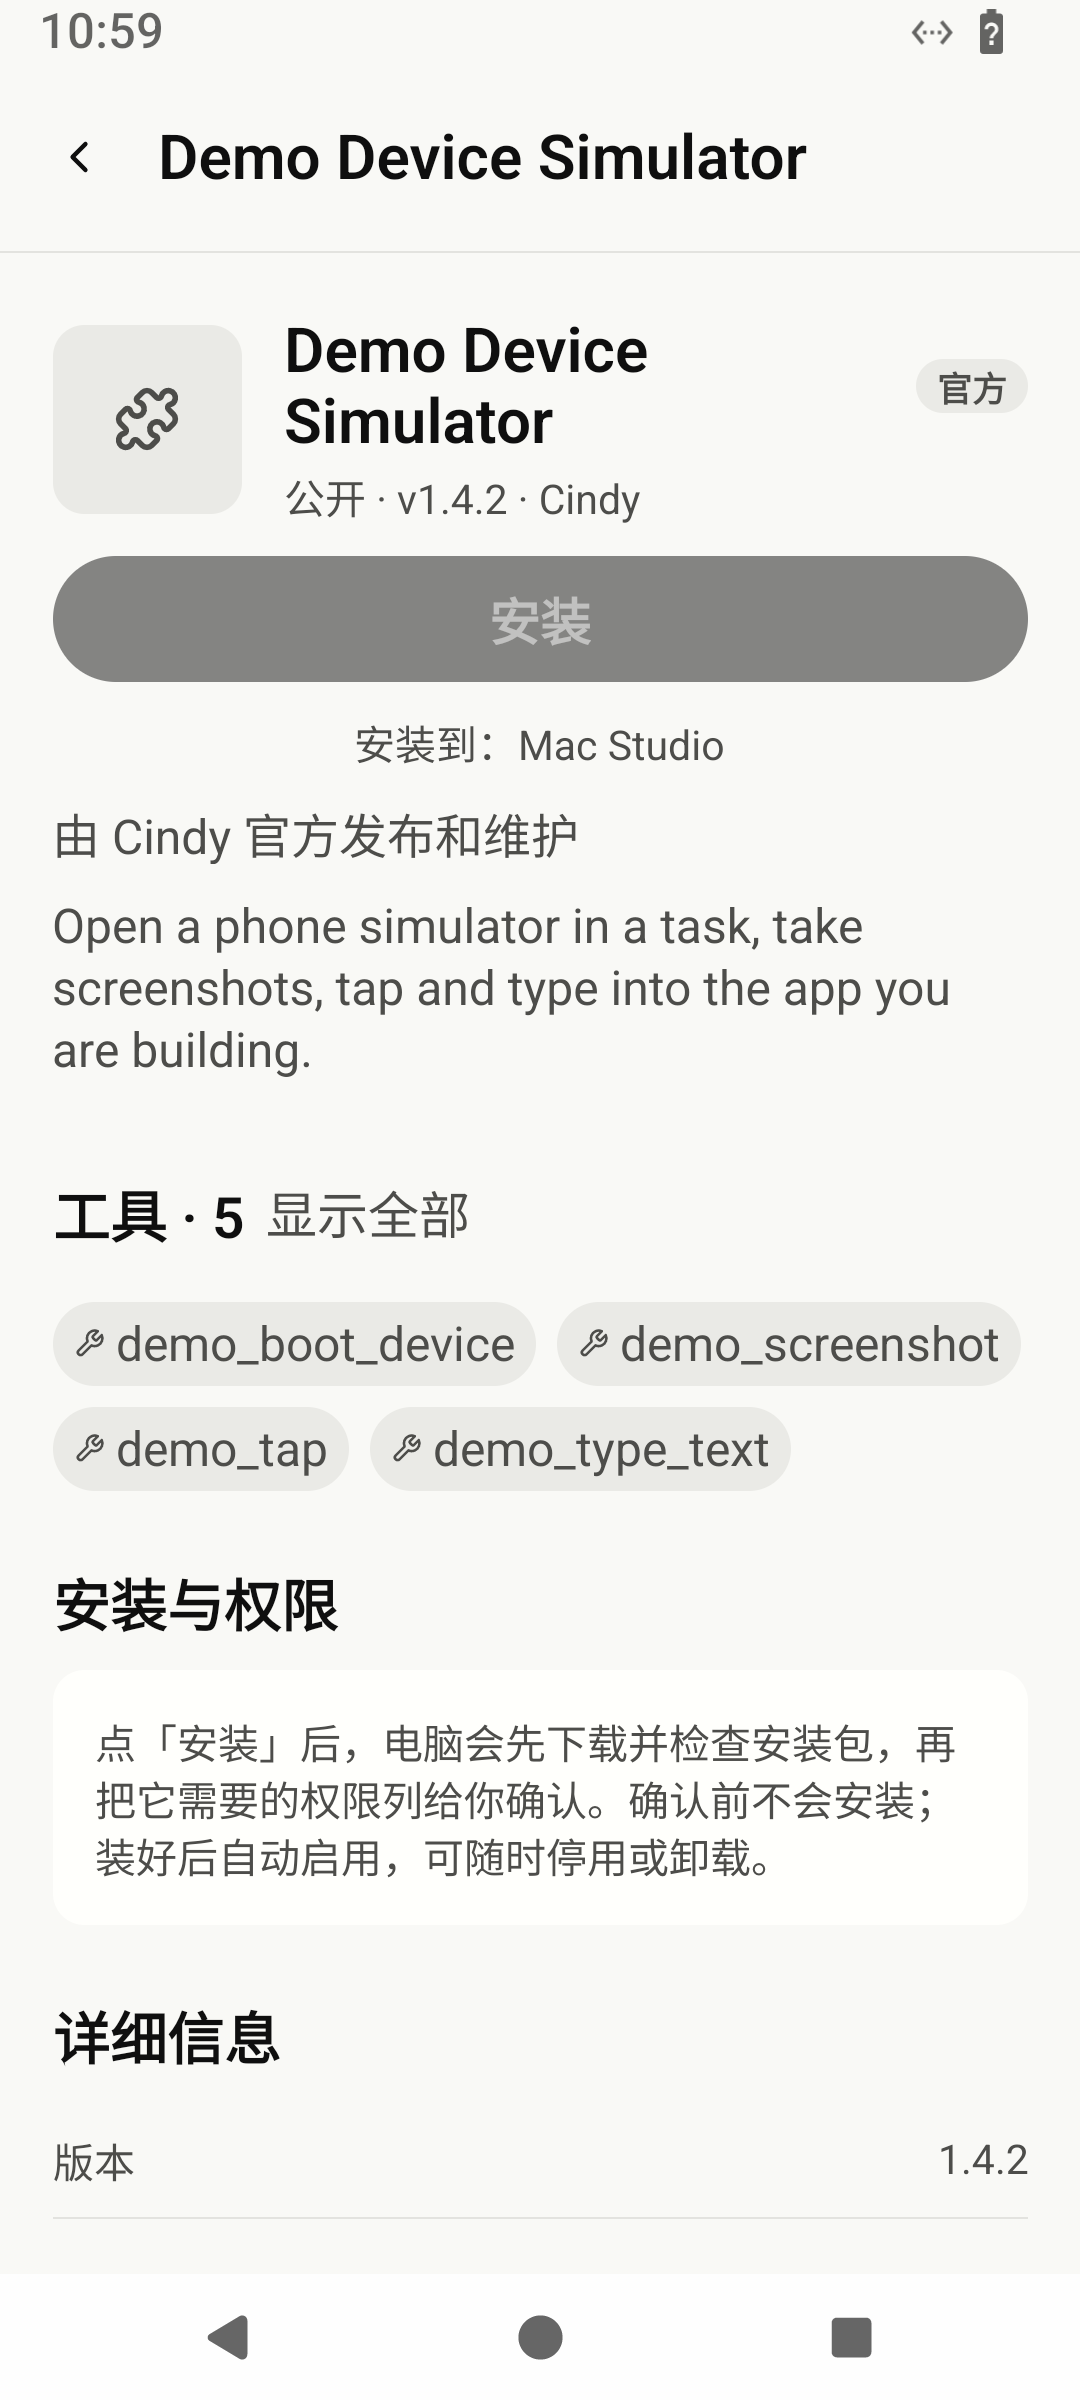 10:59
Demo Device Simulator
Demo Device
Simulator
官方
公开 · v1.4.2 · Cindy
安装
安装到：Mac Studio
由 Cindy 官方发布和维护
Open a phone simulator in a task, take
screenshots, tap and type into the app you
are building.
工具 · 5 显示全部
demo_boot_device demo_screenshot
demo_tap demo_type_text
安装与权限
点「安装」后，电脑会先下载并检查安装包，再
把它需要的权限列给你确认。确认前不会安装；
装好后自动启用，可随时停用或卸载。
详细信息
版本 1.4.2